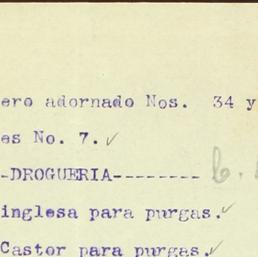 ero adornado Nos. 34 y
es No. 7.✓
-DROGUERIA--------
inglesa para purgas.✓
Castor para purgas.✓